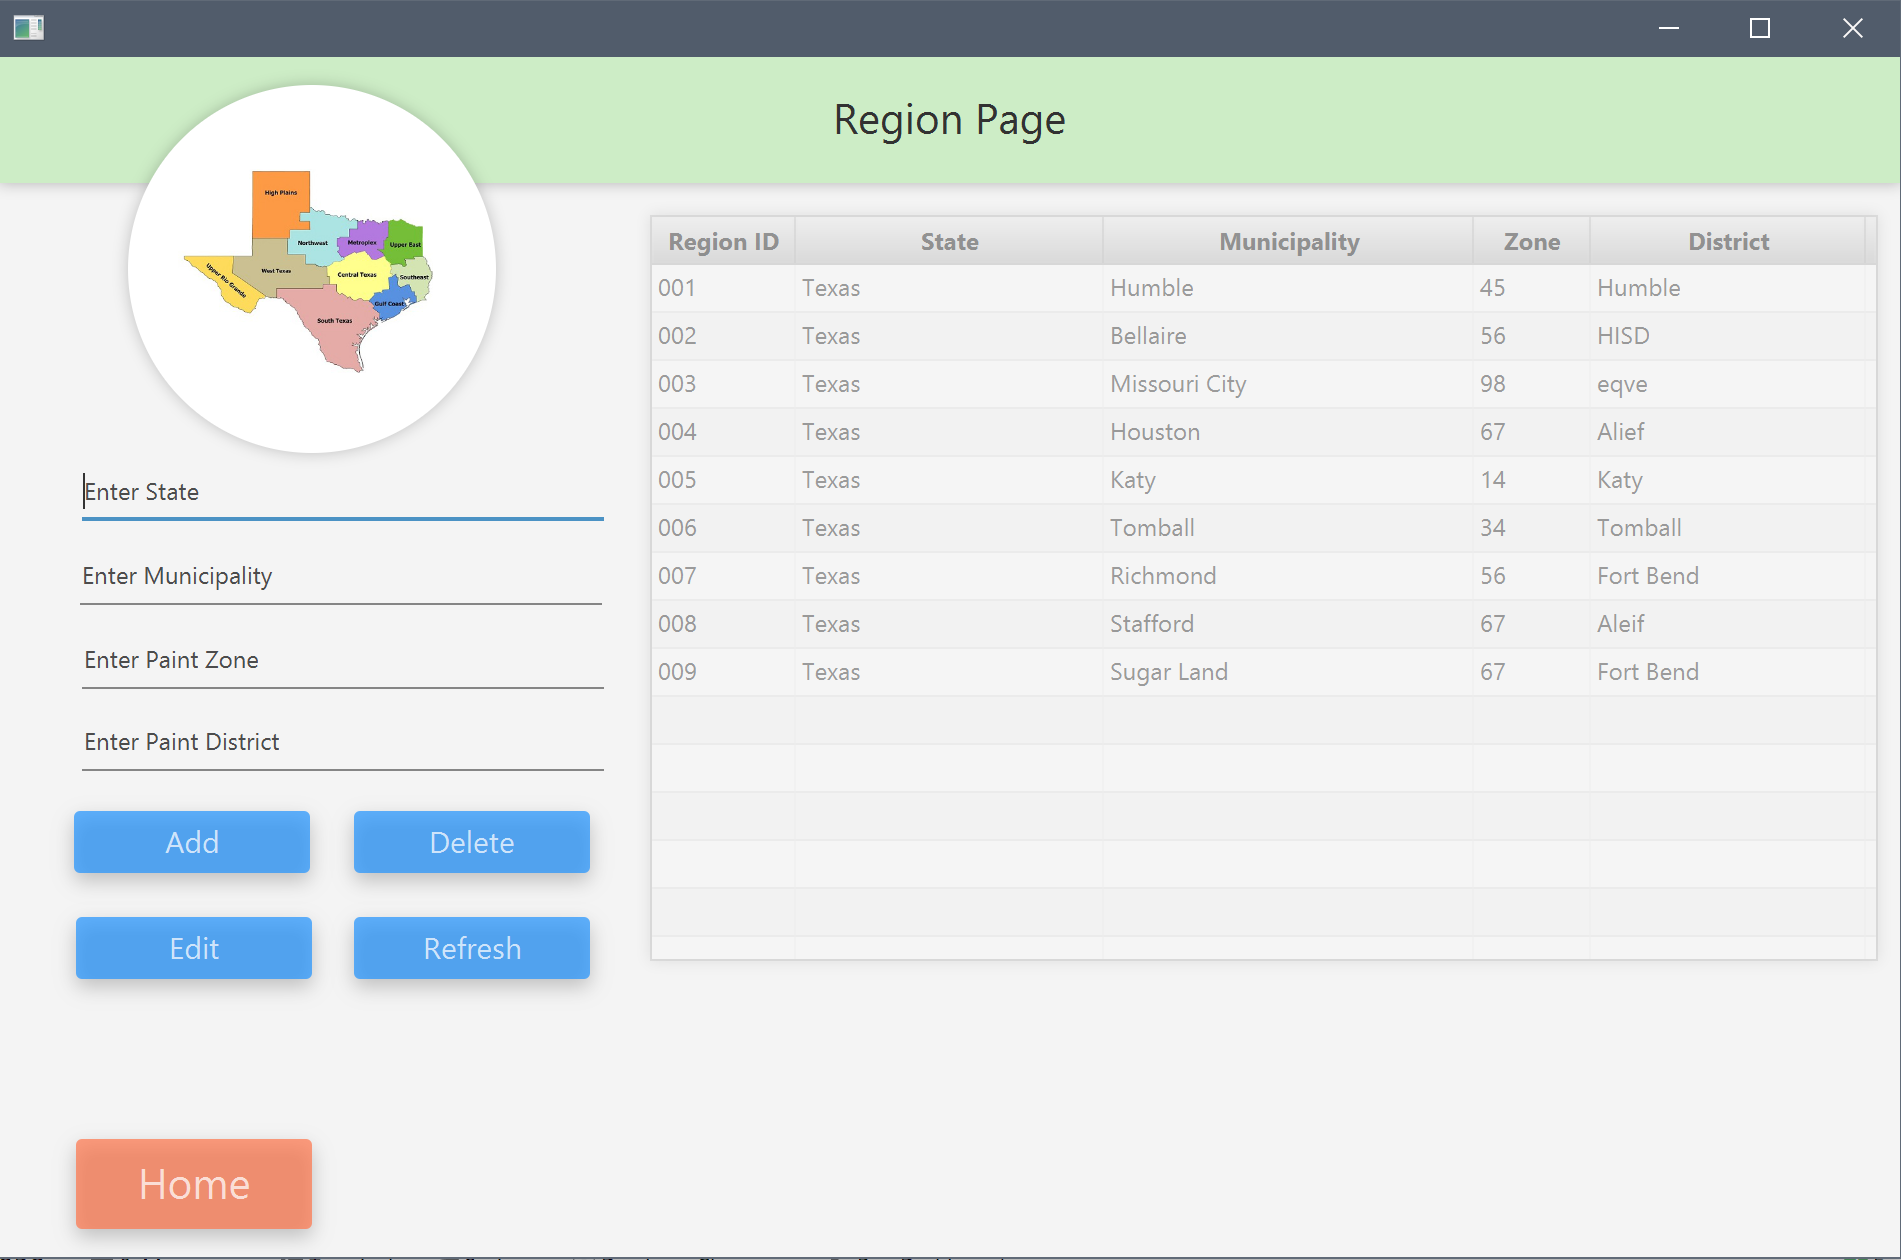 Region Page
High Plains
Northwest
Metroplex
Upper East
West Texas
Central Texas
Southeast
Upper Rio Grande
Gulf Coast
South Texas
Enter State
Enter Municipality
Enter Paint Zone
Enter Paint District
Add Delete
Edit Refresh
Home
Region ID State Municipality Zone District
001 Texas Humble 45 Humble
002 Texas Bellaire 56 HISD
003 Texas Missouri City 98 eqve
004 Texas Houston 67 Alief
005 Texas Katy 14 Katy
006 Texas Tomball 34 Tomball
007 Texas Richmond 56 Fort Bend
008 Texas Stafford 67 Aleif
009 Texas Sugar Land 67 Fort Bend